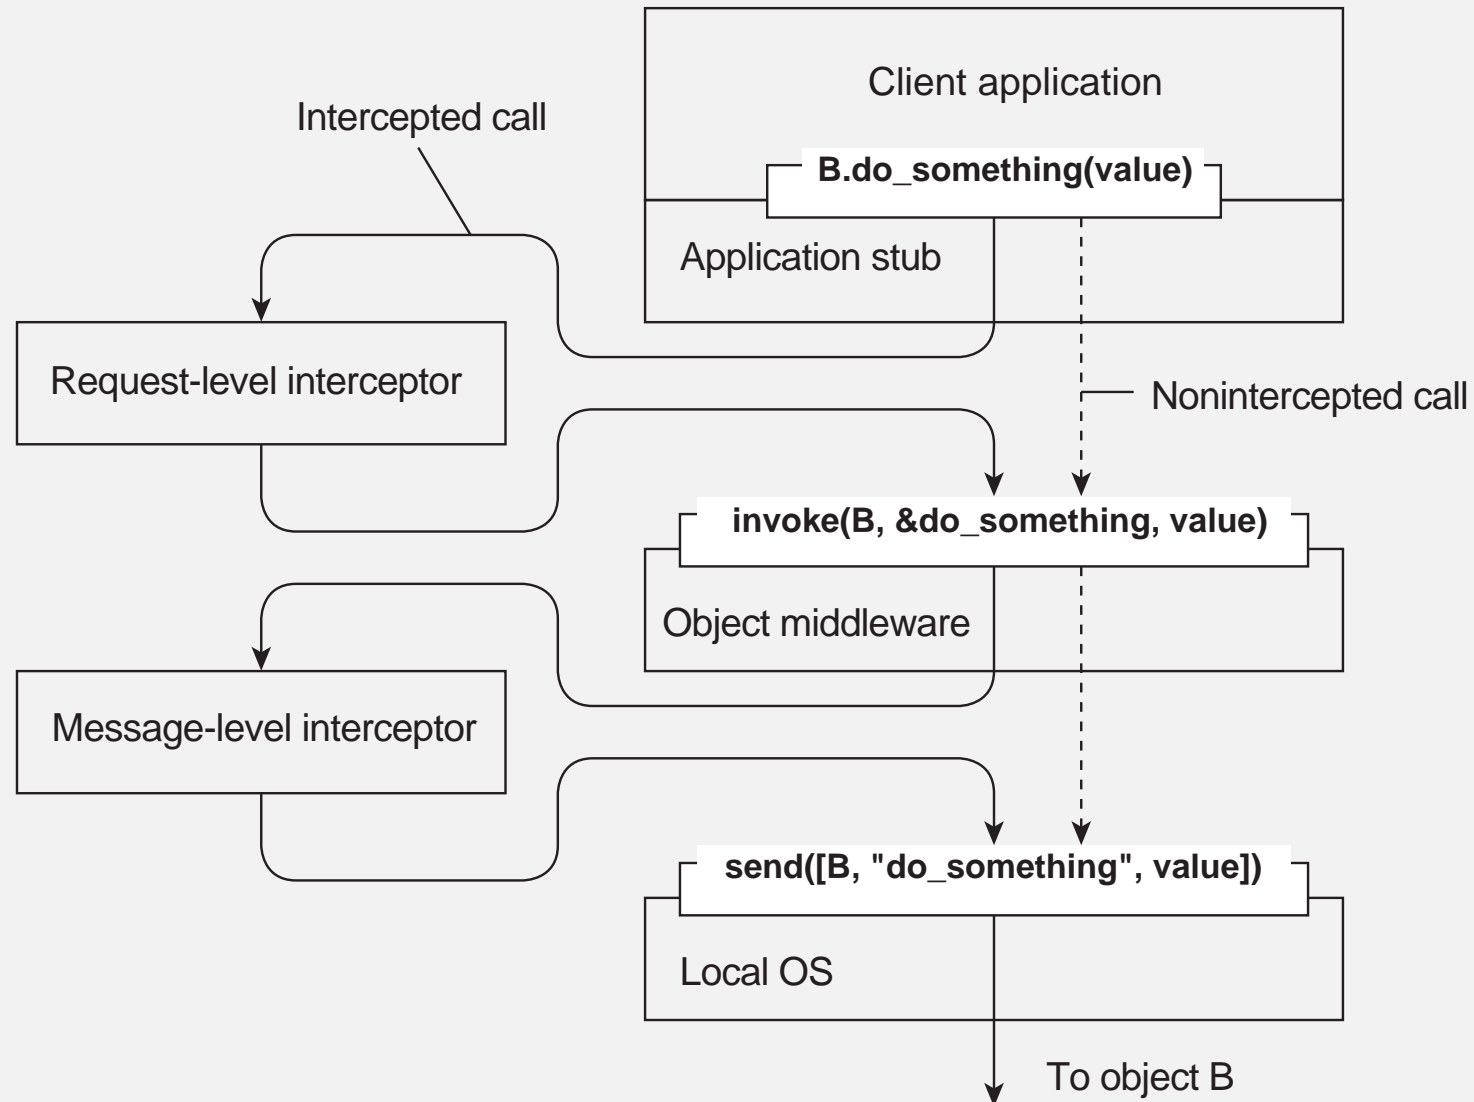 Client application
Intercepted call
B.do_something(value)
Application stub
Request-level interceptor
Nonintercepted call
invoke(B, &do_something, value)
Object middleware
Message-level interceptor
send([B, "do_something", value])
Local OS
To object B